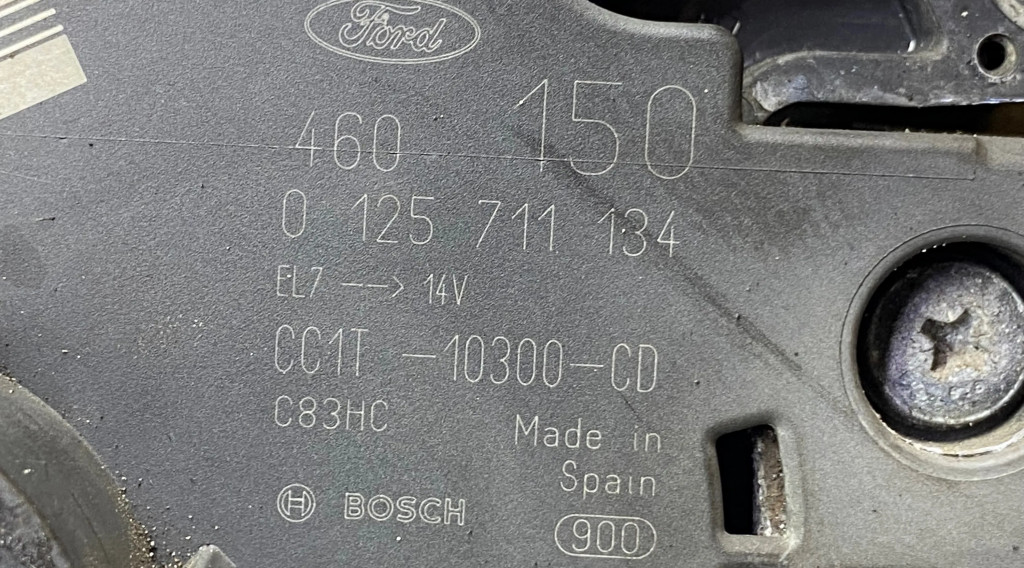 Ford
460 150
0 125 711 134
EL7 --> 14V
CC1T -10300-CD
C83HC
Made in
Spain
BOSCH
900